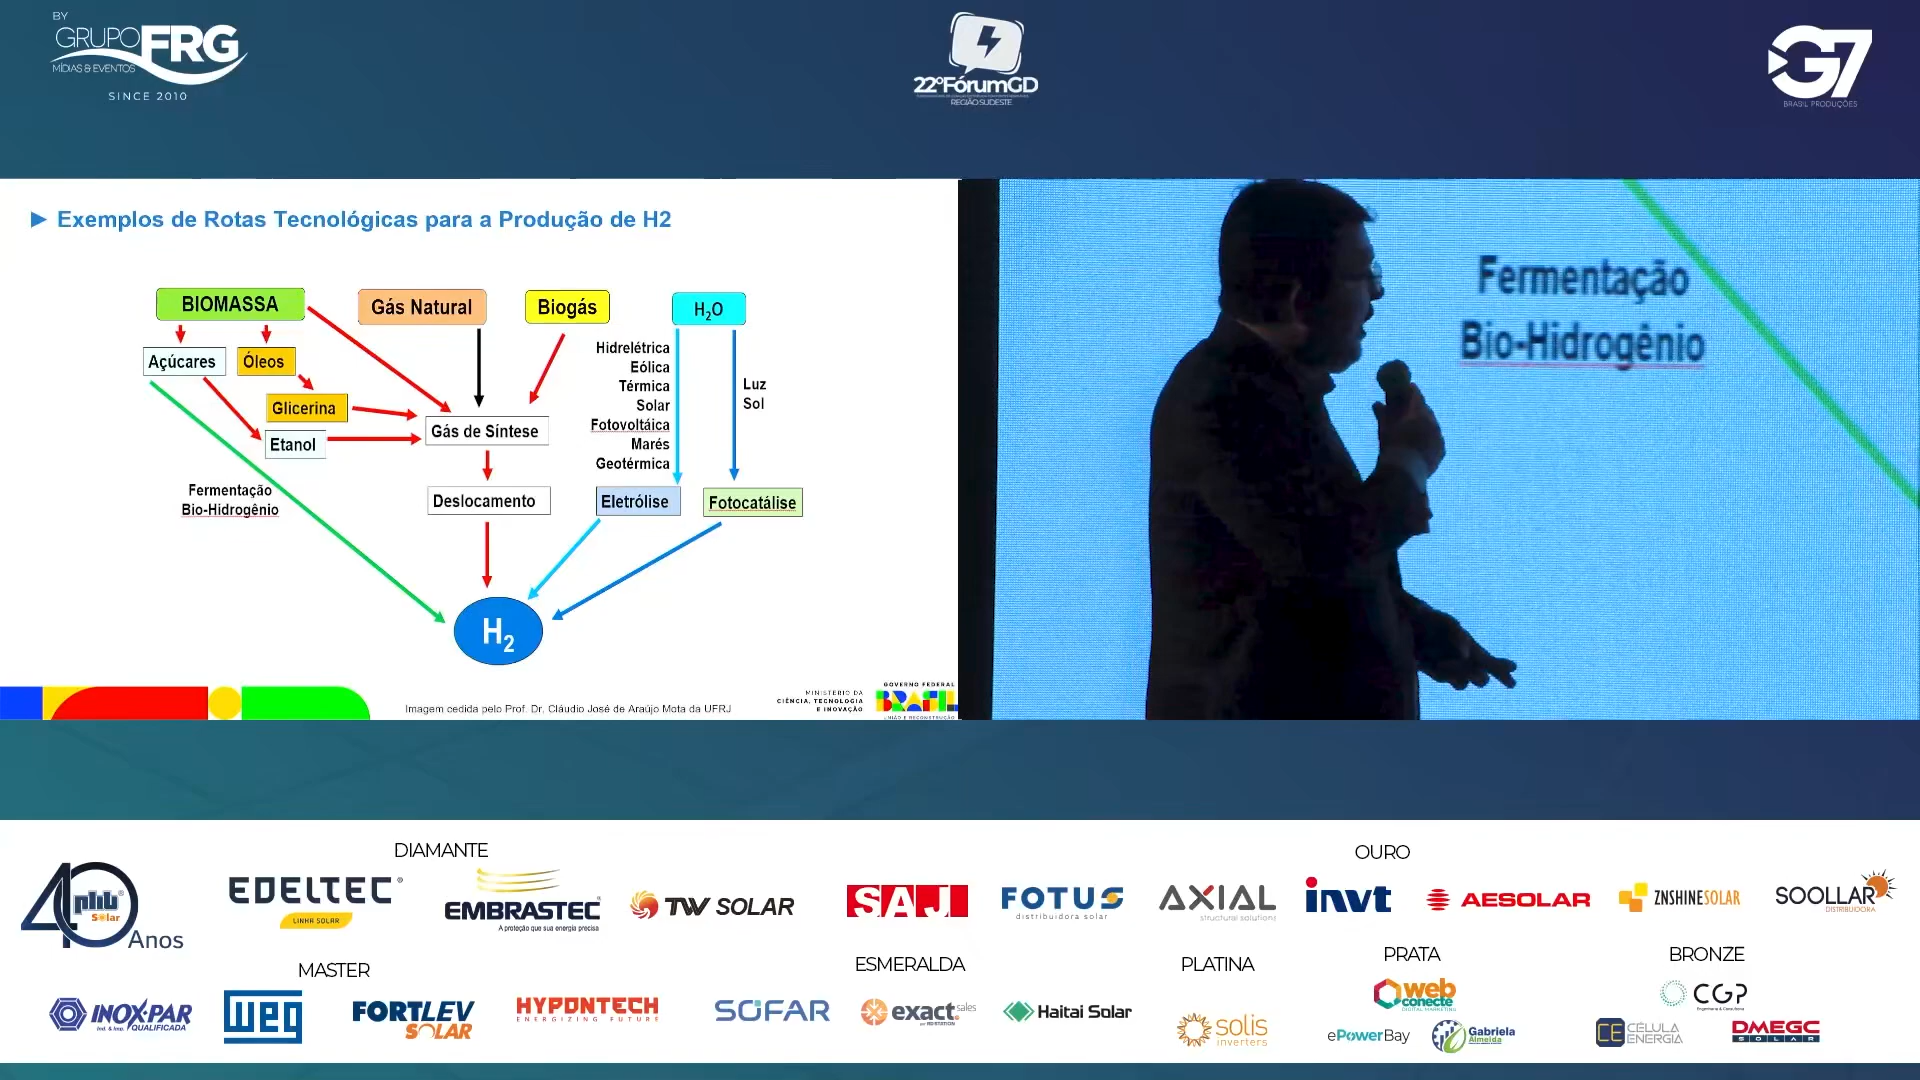 BY
GRUPO FRG
MÍDIAS & EVENTOS
SINCE 2010
22ºFórumGD
REGIÃO SUDESTE
G7
BRASIL PRODUÇÕES
► Exemplos de Rotas Tecnológicas para a Produção de H2
BIOMASSA
Gás Natural
Biogás
H2O
Açúcares
Óleos
Glicerina
Etanol
Gás de Síntese
Hidrelétrica
Eólica
Térmica
Solar
Fotovoltáica
Marés
Geotérmica
Luz
Sol
Fermentação
Bio-Hidrogênio
Deslocamento
Eletrólise
Fotocatálise
H2
Imagem cedida pelo Prof. Dr. Cláudio José de Araújo Mota da UFRJ
MINISTÉRIO DA
CIÊNCIA, TECNOLOGIA
E INOVAÇÃO
GOVERNO FEDERAL
BRASIL
UNIÃO E RECONSTRUÇÃO
Fermentação
Bio-Hidrogênio
DIAMANTE
OURO
40 Anos
phb Solar
EDELTEC
LINHA SOLAR
EMBRASTEC
A proteção que sua energia precisa
TW SOLAR
SAJ
FOTUS
distribuidora solar
AXIAL
structural solutions
invt
AESOLAR
ZNSHINESOLAR
SOOLLAR
DISTRIBUIDORA
MASTER
ESMERALDA
PLATINA
PRATA
BRONZE
INOX-PAR
Ind. & Imp. QUALIFICADA
WEG
FORTLEV
SOLAR
HYPONTECH
ENERGIZING FUTURE
SOFAR
exact sales
Haitai Solar
solis
inverters
web
conecte
DIGITAL MARKETING
ePowerBay
Gabriela
Almeida
CGP
Engenharia & Consultoria
CE CÉLULA
ENERGIA
DMEGC
SOLAR